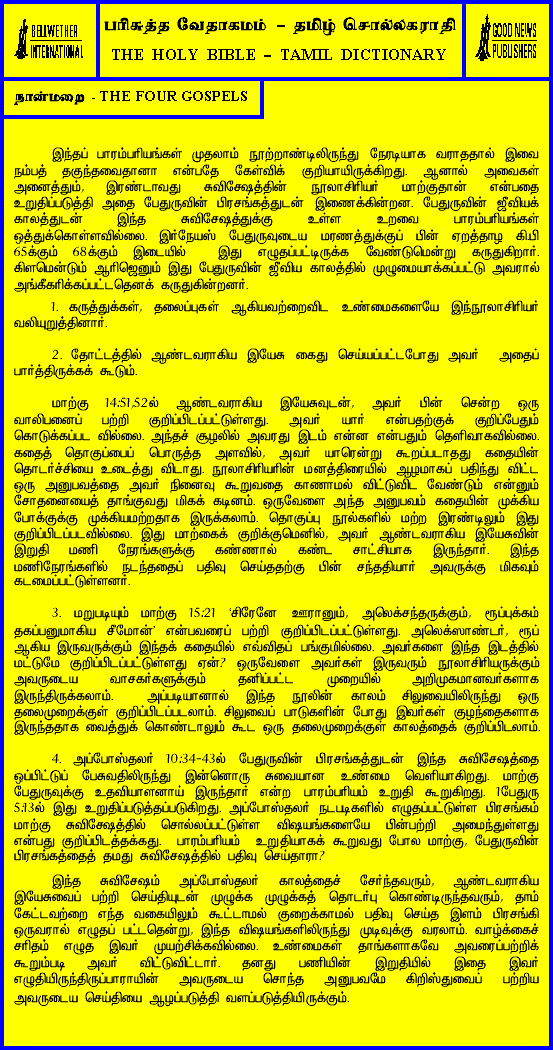 BELLWETHER
INTERNATIONAL
பரிசுத்த வேதாகமம் – தமிழ் சொல்லகராதி
THE HOLY BIBLE – TAMIL DICTIONARY
GOOD NEWS
PUBLISHERS
நான்மறை - THE FOUR GOSPELS
இந்தப் பாரம்பரியங்கள் முதலாம் நூற்றாண்டிலிருந்து நேரடியாக வராததால் இவை
நம்பத் தகுந்தவைதானா என்பதே கேள்விக் குறியாயிருக்கிறது. ஆனால் அவைகள்
அனைத்தும், இரண்டாவது சுவிசேஷத்தின் நூலாசிரியர் மாற்குதான் என்பதை
உறுதிப்படுத்தி அதை பேதுருவின் பிரசங்கத்துடன் இணைக்கின்றன. பேதுருவின் ஜீவியக்
காலத்துடன் இந்த சுவிசேஷத்துக்கு உள்ள உறவை பாரம்பரியங்கள்
ஒத்துக்கொள்ளவில்லை. இர்நேயஸ் பேதுருவுடைய மரணத்துக்குப் பின் ஏறத்தாழ கி.பி
65க்கும் 68க்கும் இடையில் இது எழுதப்பட்டிருக்க வேண்டுமென்று கருதுகிறார்.
கிளமெண்டும் ஆரிஜெனும் இது பேதுருவின் ஜீவிய காலத்தில் முழுமையாக்கப்பட்டு அவரால்
அங்கீகரிக்கப்பட்டதெனக் கருதுகின்றனர்.
1. கருத்துக்கள், தலைப்புகள் ஆகியவற்றைவிட உண்மைகளையே இந்நூலாசிரியர்
வலியுறுத்தினார்.
2. தோட்டத்தில் ஆண்டவராகிய இயேசு கைது செய்யப்பட்டபோது அவர் அதைப்
பார்த்திருக்கக் கூடும்.
மாற்கு 14:51,52ல் ஆண்டவராகிய இயேசுவுடன், அவர் பின் சென்ற ஒரு
வாலிபனைப் பற்றி குறிப்பிடப்பட்டுள்ளது. அவர் யார் என்பதற்குக் குறிப்பேதும்
கொடுக்கப்பட வில்லை. அந்தச் சூழலில் அவரது இடம் என்ன என்பதும் தெளிவாகவில்லை.
கதைத் தொகுப்பைப் பொருத்த அளவில், அவர் யாரென்று கூறப்படாதது கதையின்
தொடர்ச்சியை உடைத்து விடாது. நூலாசிரியரின் மனத்திரையில் ஆழமாகப் பதிந்து விட்ட
ஒரு அனுபவத்தை அவர் நினைவு கூறுவதை காணாமல் விட்டுவிட வேண்டும் என்னும்
சோதனையைத் தாங்குவது மிகக் கடினம். ஒருவேளை அந்த அனுபவம் கதையின் முக்கிய
போக்குக்கு முக்கியமற்றதாக இருக்கலாம். தொகுப்பு நூல்களில் மற்ற இரண்டிலும் இது
குறிப்பிடப்படவில்லை. இது மாற்கைக் குறிக்குமெனில், அவர் ஆண்டவராகிய இயேசுவின்
இறுதி மணி நேரங்களுக்கு கண்ணால் கண்ட சாட்சியாக இருந்தார். இந்த
மணிநேரங்களில் நடந்ததைப் பதிவு செய்ததற்கு பின் சந்ததியார் அவருக்கு மிகவும்
கடமைப்பட்டுள்ளனர்.
3. மறுபடியும் மாற்கு 15:21 'சிரேனே ஊரானும், அலெக்சந்தருக்கும், ரூப்புக்கும்
தகப்பனுமாகிய சீமோன்' என்பவரைப் பற்றி குறிப்பிடப்பட்டுள்ளது. அலெக்ஸாண்டர், ரூப்
ஆகிய இருவருக்கும் இந்தக் கதையில் எவ்விதப் பங்குமில்லை. அவர்களை இந்த இடத்தில்
மட்டுமே குறிப்பிடப்பட்டுள்ளது ஏன்? ஒருவேளை அவர்கள் இருவரும் நூலாசிரியருக்கும்
அவருடைய வாசகர்களுக்கும் தனிப்பட்ட முறையில் அறிமுகமானவர்களாக
இருந்திருக்கலாம். அப்படியானால் இந்த நூலின் காலம் சிலுவையிலிருந்து ஒரு
தலைமுறைக்குள் குறிப்பிடப்படலாம். சிலுவைப் பாடுகளின் போது இவர்கள் குழந்தைகளாக
இருந்ததாக வைத்துக் கொண்டாலும் கூட ஒரு தலைமுறைக்குள் காலத்தைக் குறிப்பிடலாம்.
4. அப்போஸ்தலர் 10:34-43ல் பேதுருவின் பிரசங்கத்துடன் இந்த சுவிசேஷத்தை
ஒப்பிட்டுப் பேசுவதிலிருந்து இன்னொரு சுவையான உண்மை வெளியாகிறது. மாற்கு
பேதுருவுக்கு உதவியாளனாய் இருந்தார் என்ற பாரம்பரியம் உறுதி கூறுகிறது. 1பேதுரு
5:13ல் இது உறுதிப்படுத்தப்படுகிறது. அப்போஸ்தலர் நடபடிகளில் எழுதப்பட்டுள்ள பிரசங்கம்
மாற்கு சுவிசேஷத்தில் சொல்லப்பட்டுள்ள விஷயங்களையே பின்பற்றி அமைந்துள்ளது
என்பது குறிப்பிடத்தக்கது. பாரம்பரியம் உறுதியாகக் கூறுவது போல மாற்கு, பேதுருவின்
பிரசங்கத்தைத் தமது சுவிசேஷத்தில் பதிவு செய்தாரா?
இந்த சுவிசேஷம் அப்போஸ்தலர் காலத்தைச் சேர்ந்தவரும், ஆண்டவராகிய
இயேசுவைப் பற்றி செய்தியுடன் முழுக்க முழுக்கத் தொடர்பு கொண்டிருந்தவரும், தாம்
கேட்டவற்றை எந்த வகையிலும் கூட்டாமல் குறைக்காமல் பதிவு செய்த இளம் பிரசங்கி
ஒருவரால் எழுதப் பட்டதென்று, இந்த விஷயங்களிலிருந்து முடிவுக்கு வரலாம். வாழ்க்கைச்
சரிதம் எழுத இவர் முயற்சிக்கவில்லை. உண்மைகள் தாங்களாகவே அவரைப்பற்றிக்
கூறும்படி அவர் விட்டுவிட்டார். தனது பணியின் இறுதியில் இதை இவர்
எழுதியிருந்திருப்பாராயின் அவருடைய சொந்த அனுபவமே கிறிஸ்துவைப் பற்றிய
அவருடைய செய்தியை ஆழப்படுத்தி வளப்படுத்தியிருக்கும்.